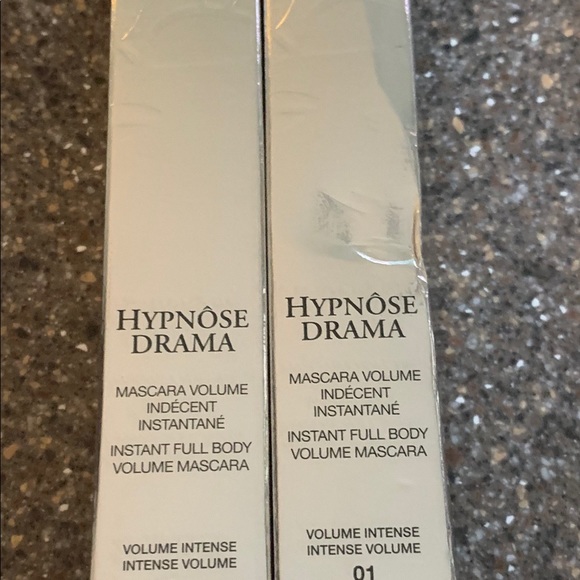 HYPNÔSE
DRAMA
MASCARA VOLUME
INDÉCENT
INSTANTANÉ
INSTANT FULL BODY
VOLUME MASCARA
VOLUME INTENSE
INTENSE VOLUME
HYPNÔSE
DRAMA
MASCARA VOLUME
INDÉCENT
INSTANTANÉ
INSTANT FULL BODY
VOLUME MASCARA
VOLUME INTENSE
INTENSE VOLUME
01